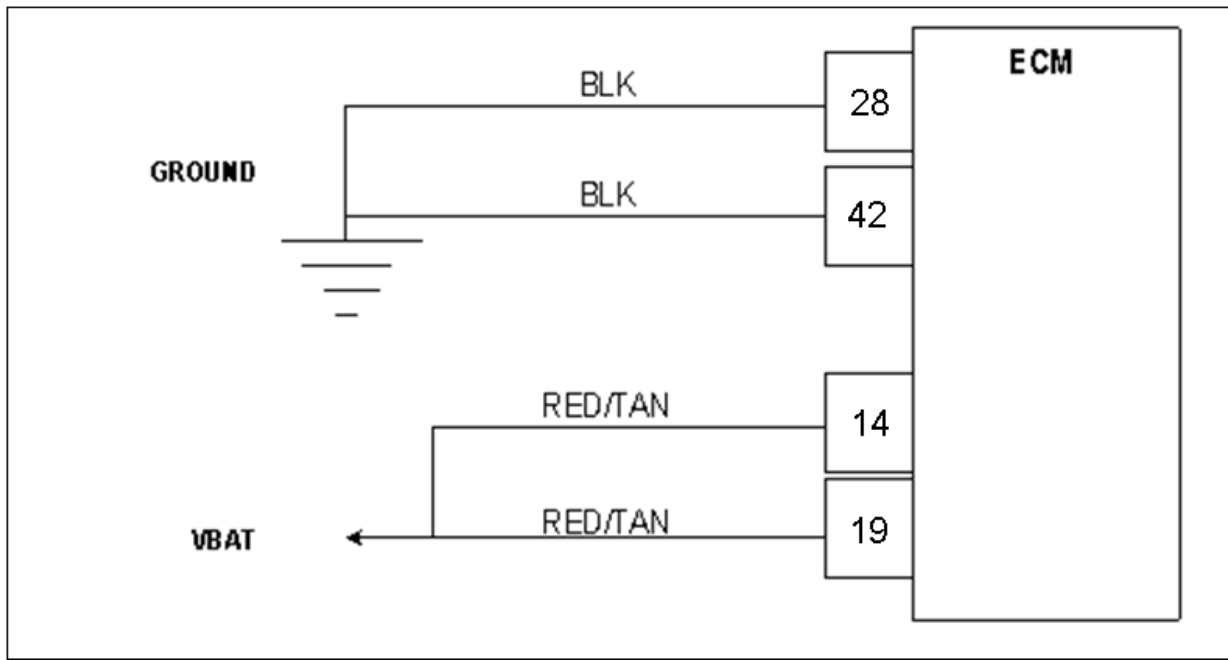 ECM
BLK
28
GROUND
BLK
42
RED/TAN
14
VBAT
RED/TAN
19